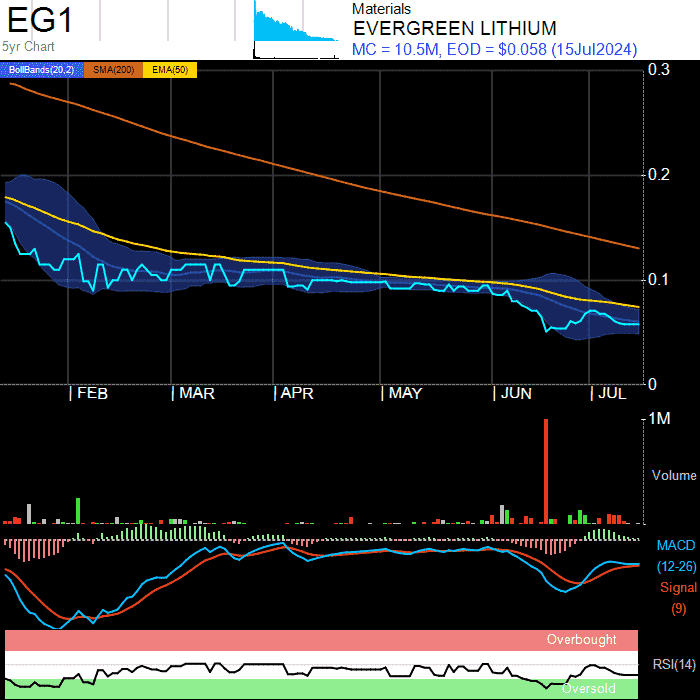 EG1
5yr Chart
Materials
EVERGREEN LITHIUM
MC = 10.5M, EOD = $0.058 (15Jul2024)
BollBands(20,2) SMA(200) EMA(50)
0.3
0.2
0.1
0
| FEB | MAR | APR | MAY | JUN | JUL
1M
Volume
MACD
(12-26)
Signal
(9)
Overbought
RSI(14)
Oversold